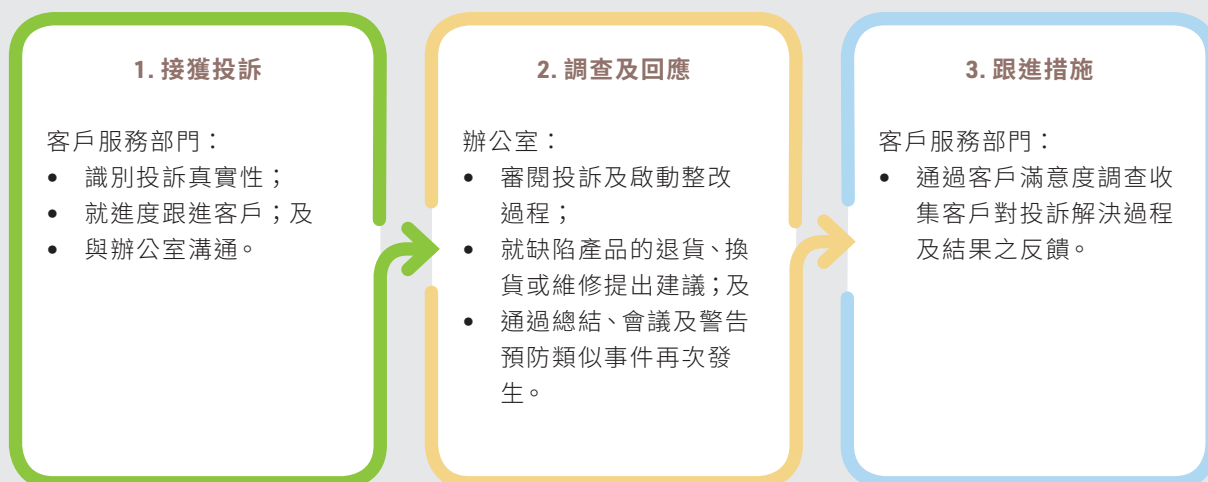 1. 接獲投訴
客戶服務部門：
• 識別投訴真實性；
• 就進度跟進客戶；及
• 與辦公室溝通。
2. 調查及回應
辦公室：
• 審閱投訴及啟動整改
過程；
• 就缺陷產品的退貨、換
貨或維修提出建議；及
• 通過總結、會議及警告
預防類似事件再次發
生。
3. 跟進措施
客戶服務部門：
• 通過客戶滿意度調查收
集客戶對投訴解決過程
及結果之反饋。